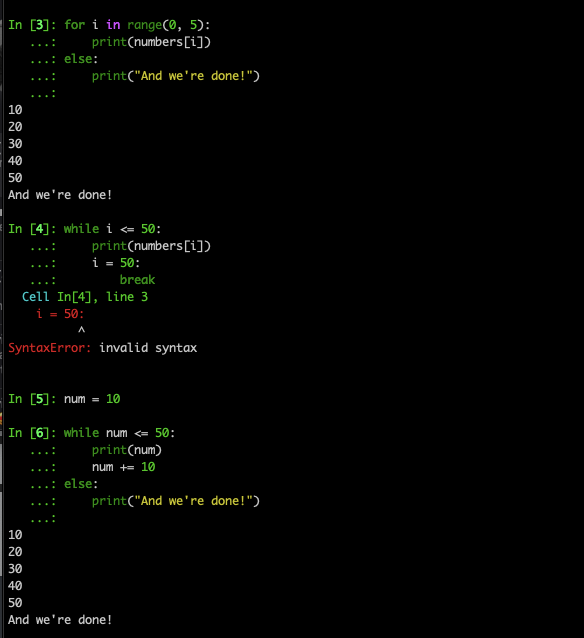 In [3]: for i in range(0, 5):
   ...:     print(numbers[i])
   ...: else:
   ...:     print("And we're done!")
   ...:
10
20
30
40
50
And we're done!
In [4]: while i <= 50:
   ...:     print(numbers[i])
   ...:     i = 50:
   ...:         break
  Cell In[4], line 3
    i = 50:
          ^
SyntaxError: invalid syntax
In [5]: num = 10
In [6]: while num <= 50:
   ...:     print(num)
   ...:     num += 10
   ...: else:
   ...:     print("And we're done!")
   ...:
10
20
30
40
50
And we're done!